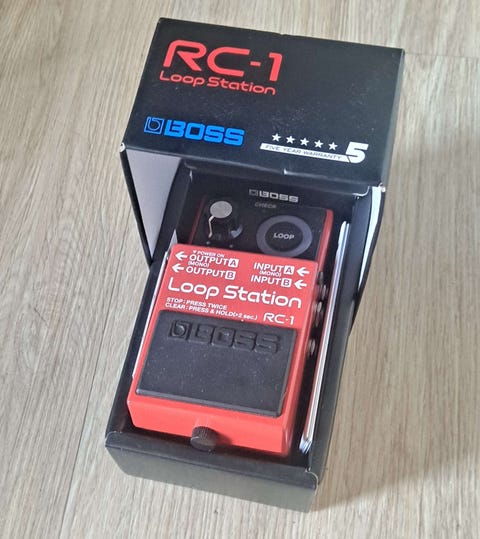 RC-1
Loop Station
BOSS
★★★★★
FIVE YEAR WARRANTY 5
BOSS
CHECK
LOOP
▼POWER ON
←OUTPUT A
(MONO)
←OUTPUT B
INPUT A←
(MONO)
INPUT B←
Loop Station
STOP : PRESS TWICE
CLEAR : PRESS & HOLD(>2 sec.)
RC-1
BOSS